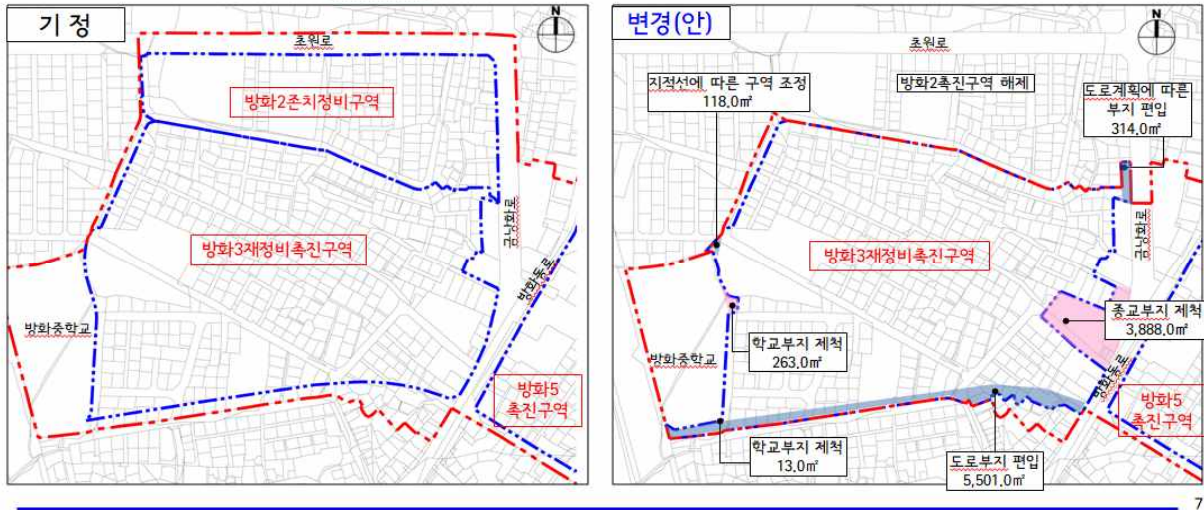 기 정
N
초원로
방화2존치정비구역
금낭화로
방화3재정비촉진구역
방화동로
방화중학교
방화5
촉진구역
변경(안)
N
초원로
지적선에 따른 구역 조정
118.0㎡
방화2촉진구역 해제
도로계획에 따른
부지 편입
314.0㎡
금낭화로
방화3재정비촉진구역
종교부지 제척
3,888.0㎡
방화중학교
학교부지 제척
263.0㎡
방화동로
방화5
촉진구역
학교부지 제척
13.0㎡
도로부지 편입
5,501.0㎡
7